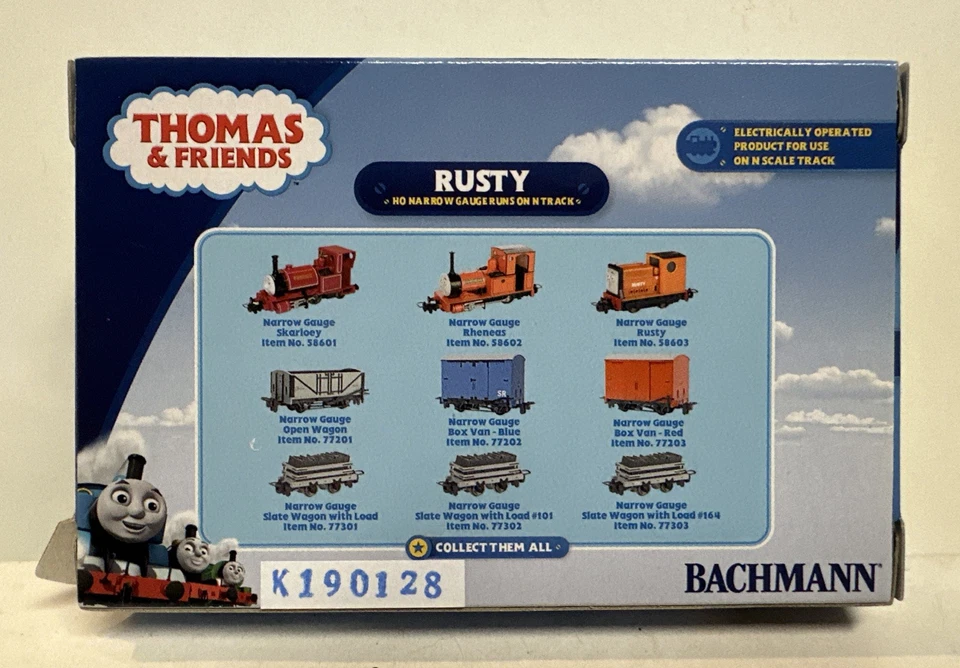 THOMAS
& FRIENDS
™
ELECTRICALLY OPERATED
PRODUCT FOR USE
ON N SCALE TRACK
RUSTY
HO NARROW GAUGE RUNS ON N TRACK
Narrow Gauge
Skarloey
Item No. 58601
Narrow Gauge
Rheneas
Item No. 58602
RUSTY
Narrow Gauge
Rusty
Item No. 58603
Narrow Gauge
Open Wagon
Item No. 77201
SR
Narrow Gauge
Box Van - Blue
Item No. 77202
Narrow Gauge
Box Van - Red
Item No. 77203
Narrow Gauge
Slate Wagon with Load
Item No. 77301
Narrow Gauge
Slate Wagon with Load #101
Item No. 77302
Narrow Gauge
Slate Wagon with Load #164
Item No. 77303
COLLECT THEM ALL
K190128
BACHMANN®